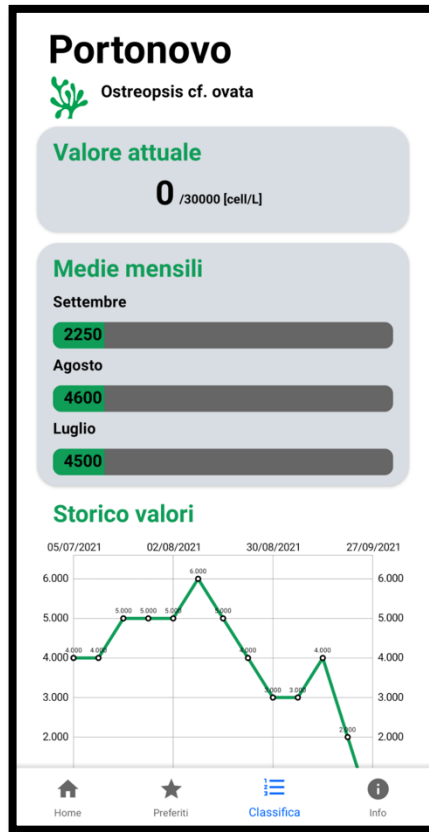 Portonovo
Ostreopsis cf. ovata
Valore attuale
0 /30000 [cell/L]
Medie mensili
Settembre
2250
Agosto
4600
Luglio
4500
Storico valori
05/07/2021 02/08/2021 30/08/2021 27/09/2021
6.000
6.000 6.000
5.000 5.000 5.000 5.000 5.000 5.000
4.000 4.000 4.000 4.000 4.000 4.000
3.000 3.000 3.000 3.000
2.000 2.000 2.000
1 2 3
Home Preferiti Classifica Info